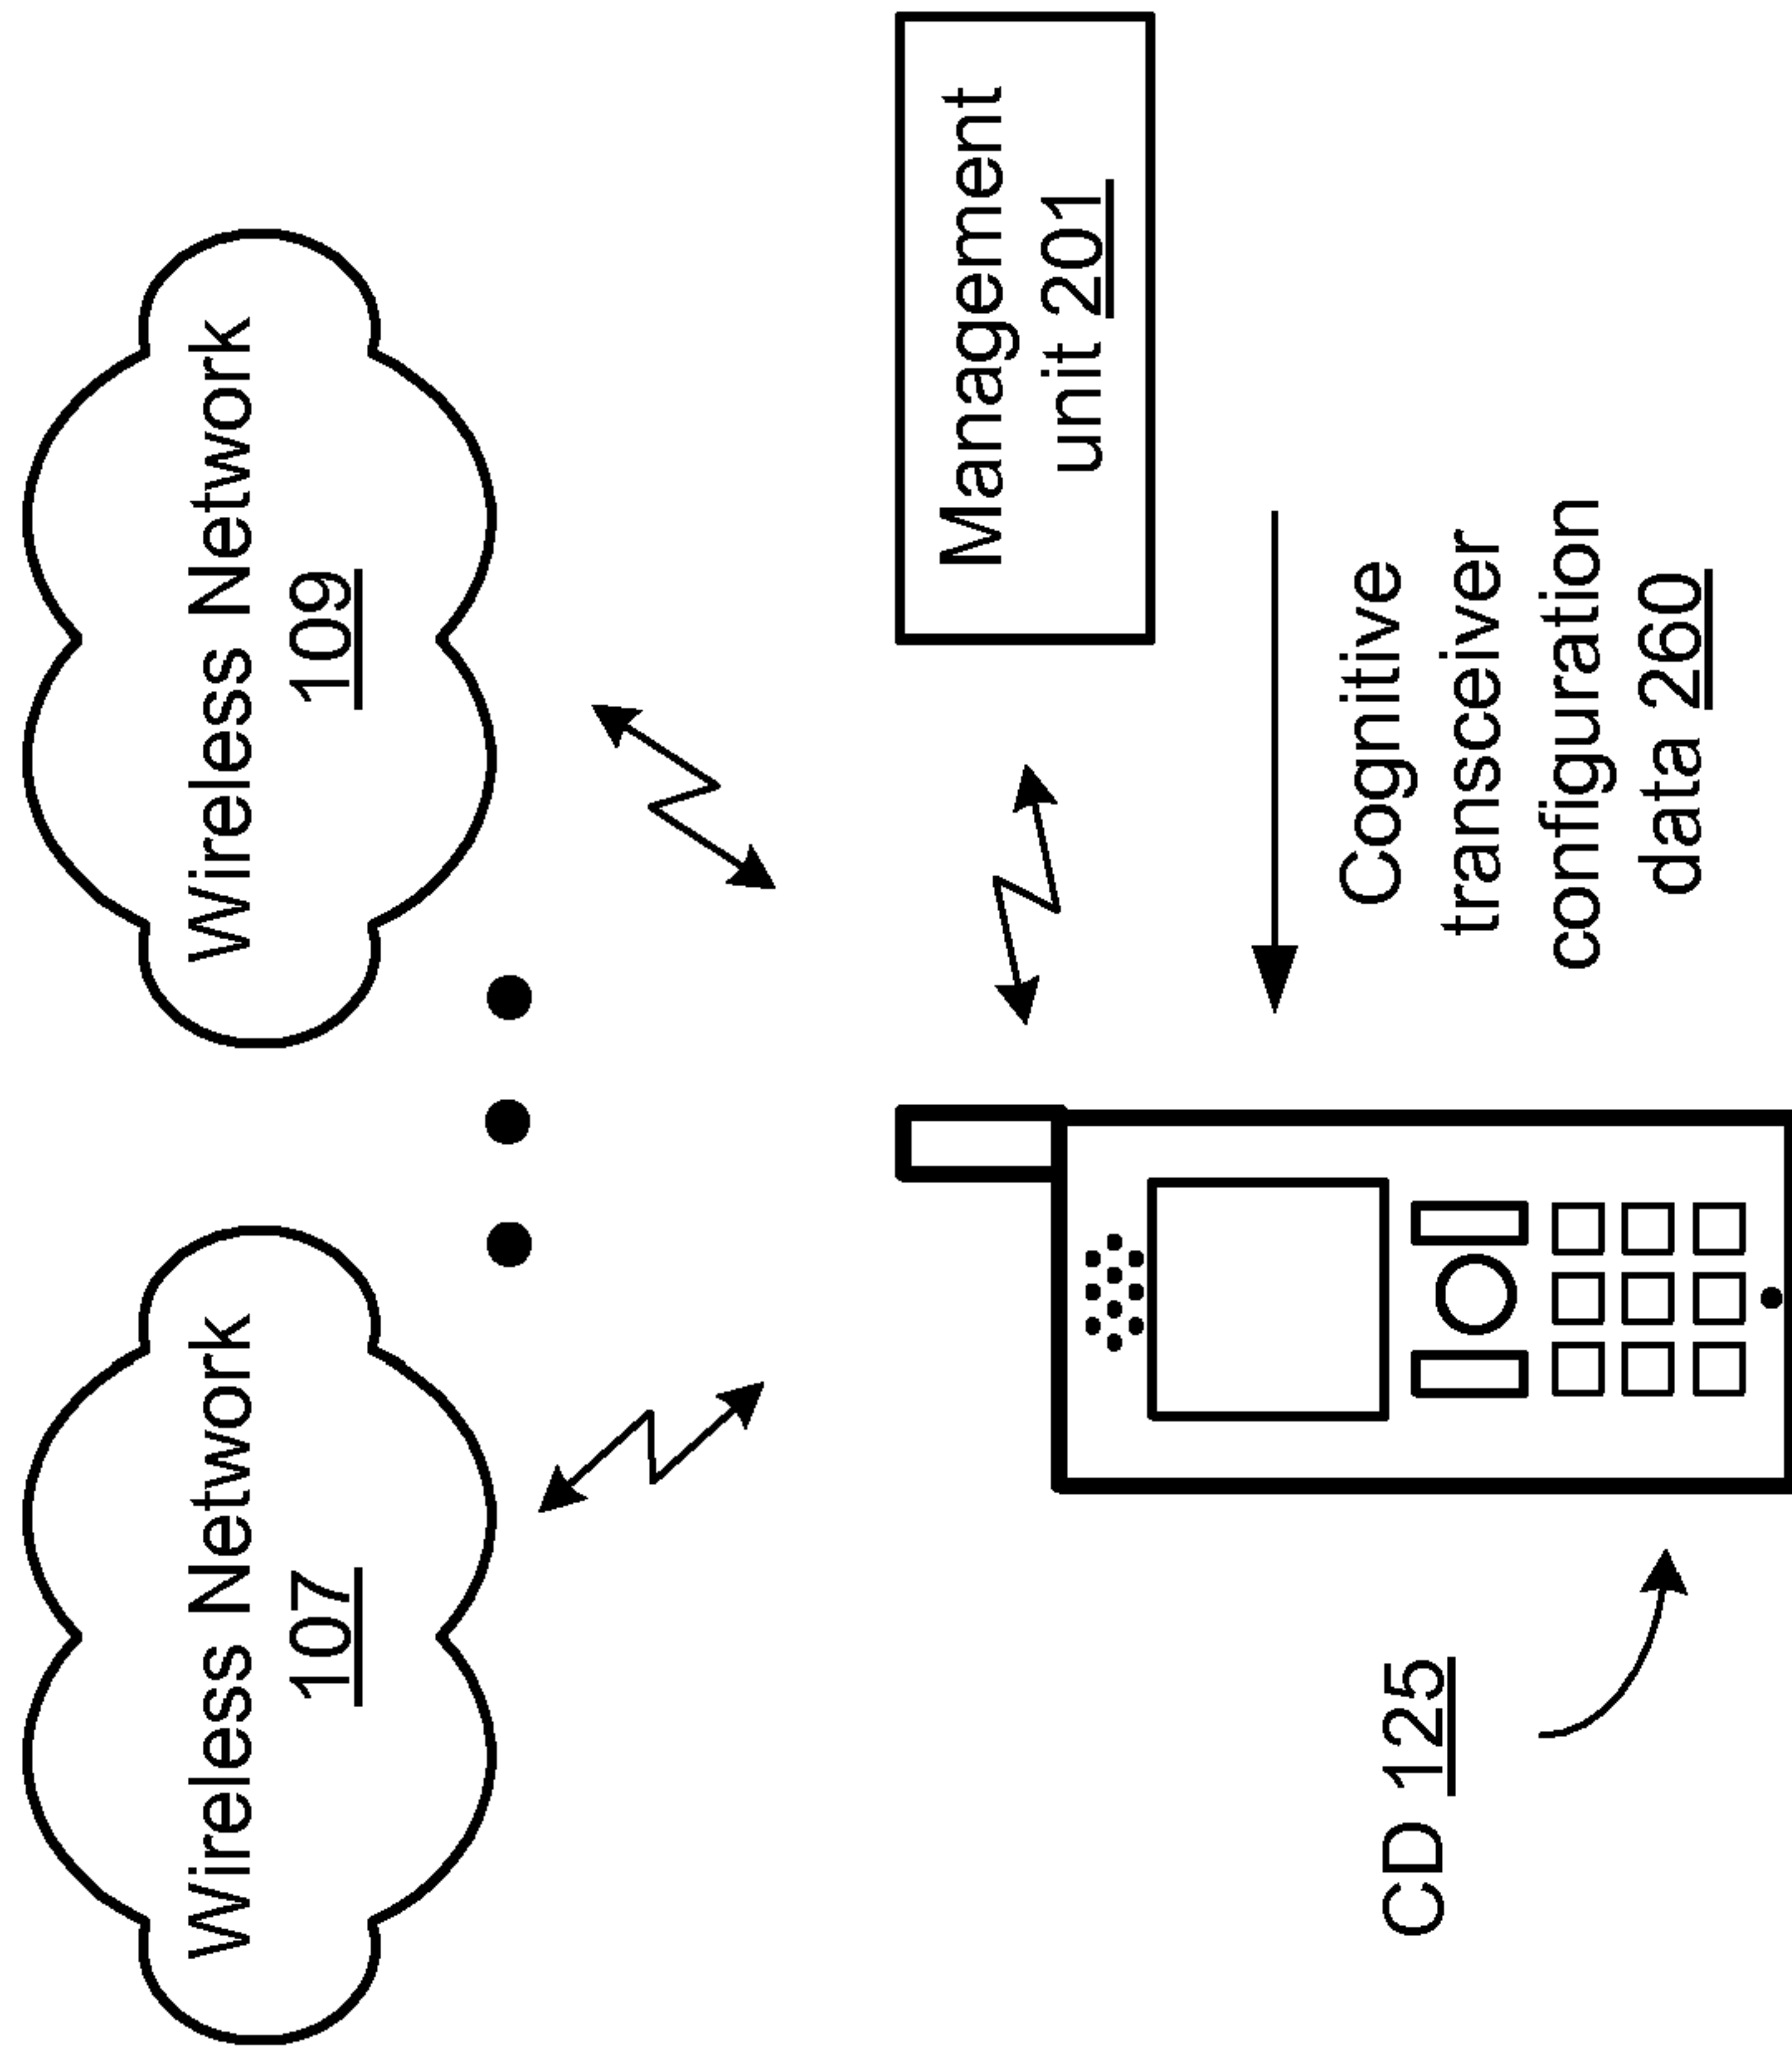 Wireless Network
107
Wireless Network
109
CD 125
Management
unit 201
Cognitive
transceiver
configuration
data 260